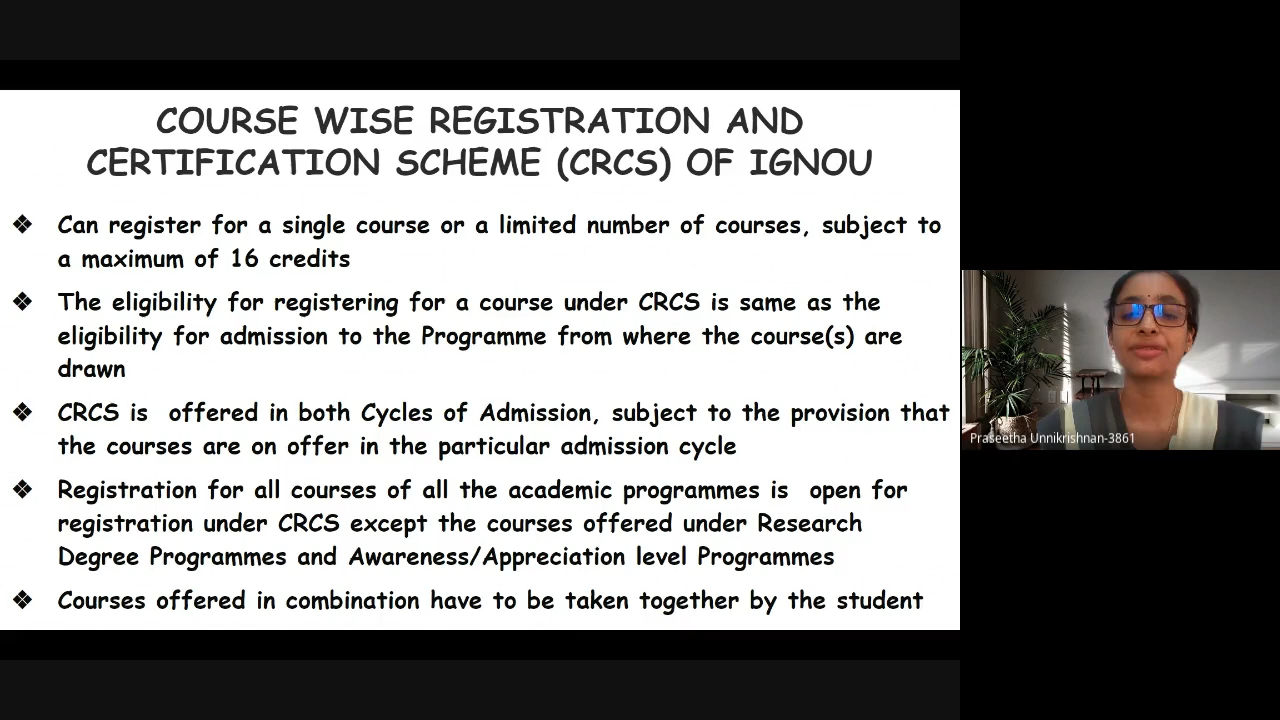 COURSE WISE REGISTRATION AND
CERTIFICATION SCHEME (CRCS) OF IGNOU
❖ Can register for a single course or a limited number of courses, subject to
a maximum of 16 credits
❖ The eligibility for registering for a course under CRCS is same as the
eligibility for admission to the Programme from where the course(s) are
drawn
❖ CRCS is offered in both Cycles of Admission, subject to the provision that
the courses are on offer in the particular admission cycle
❖ Registration for all courses of all the academic programmes is open for
registration under CRCS except the courses offered under Research
Degree Programmes and Awareness/Appreciation level Programmes
❖ Courses offered in combination have to be taken together by the student
Praseetha Unnikrishnan-3861